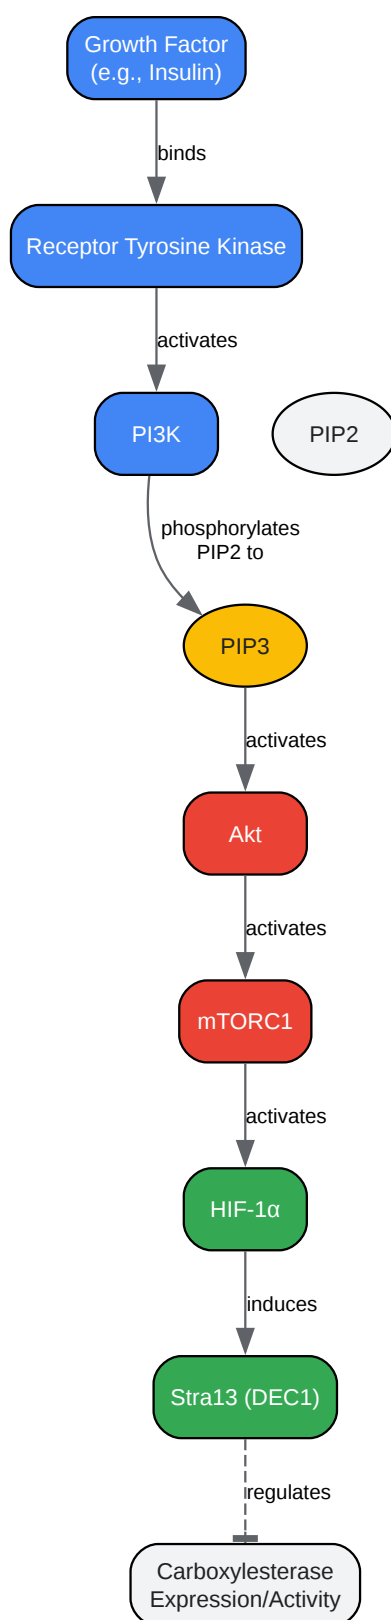 Growth Factor
(e.g., Insulin)
binds
Receptor Tyrosine Kinase
activates
PI3K
PIP2
phosphorylates
PIP2 to
PIP3
activates
Akt
activates
mTORC1
activates
HIF-1α
induces
Stra13 (DEC1)
regulates
Carboxylesterase
Expression/Activity